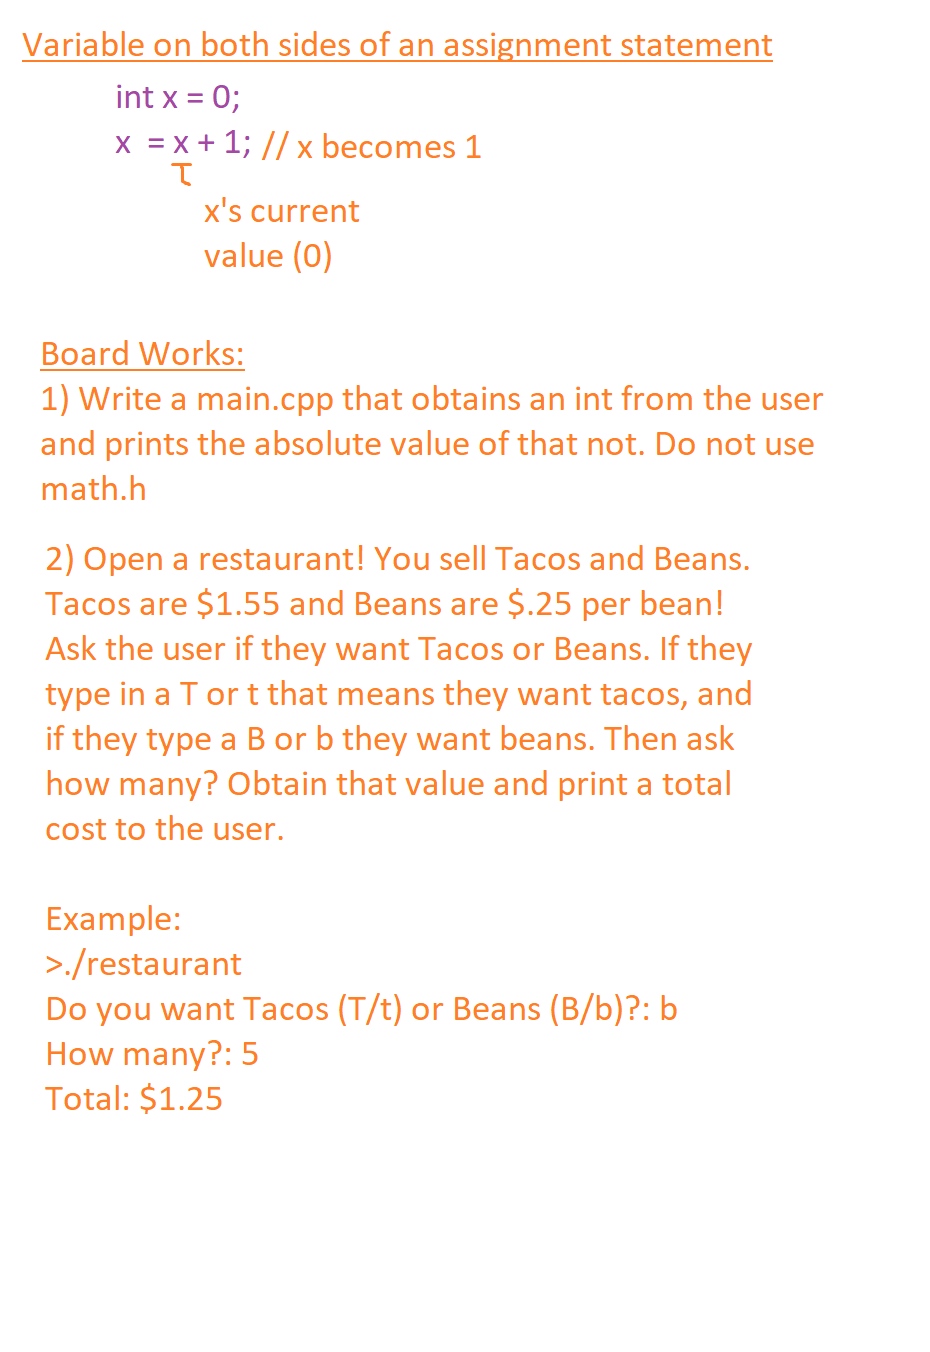 Variable on both sides of an assignment statement
int x = 0;
x = x + 1; // x becomes 1
x's current
value (0)
Board Works:
1) Write a main.cpp that obtains an int from the user
and prints the absolute value of that not. Do not use
math.h
2) Open a restaurant! You sell Tacos and Beans.
Tacos are $1.55 and Beans are $.25 per bean!
Ask the user if they want Tacos or Beans. If they
type in a T or t that means they want tacos, and
if they type a B or b they want beans. Then ask
how many? Obtain that value and print a total
cost to the user.
Example:
>./restaurant
Do you want Tacos (T/t) or Beans (B/b)?: b
How many?: 5
Total: $1.25